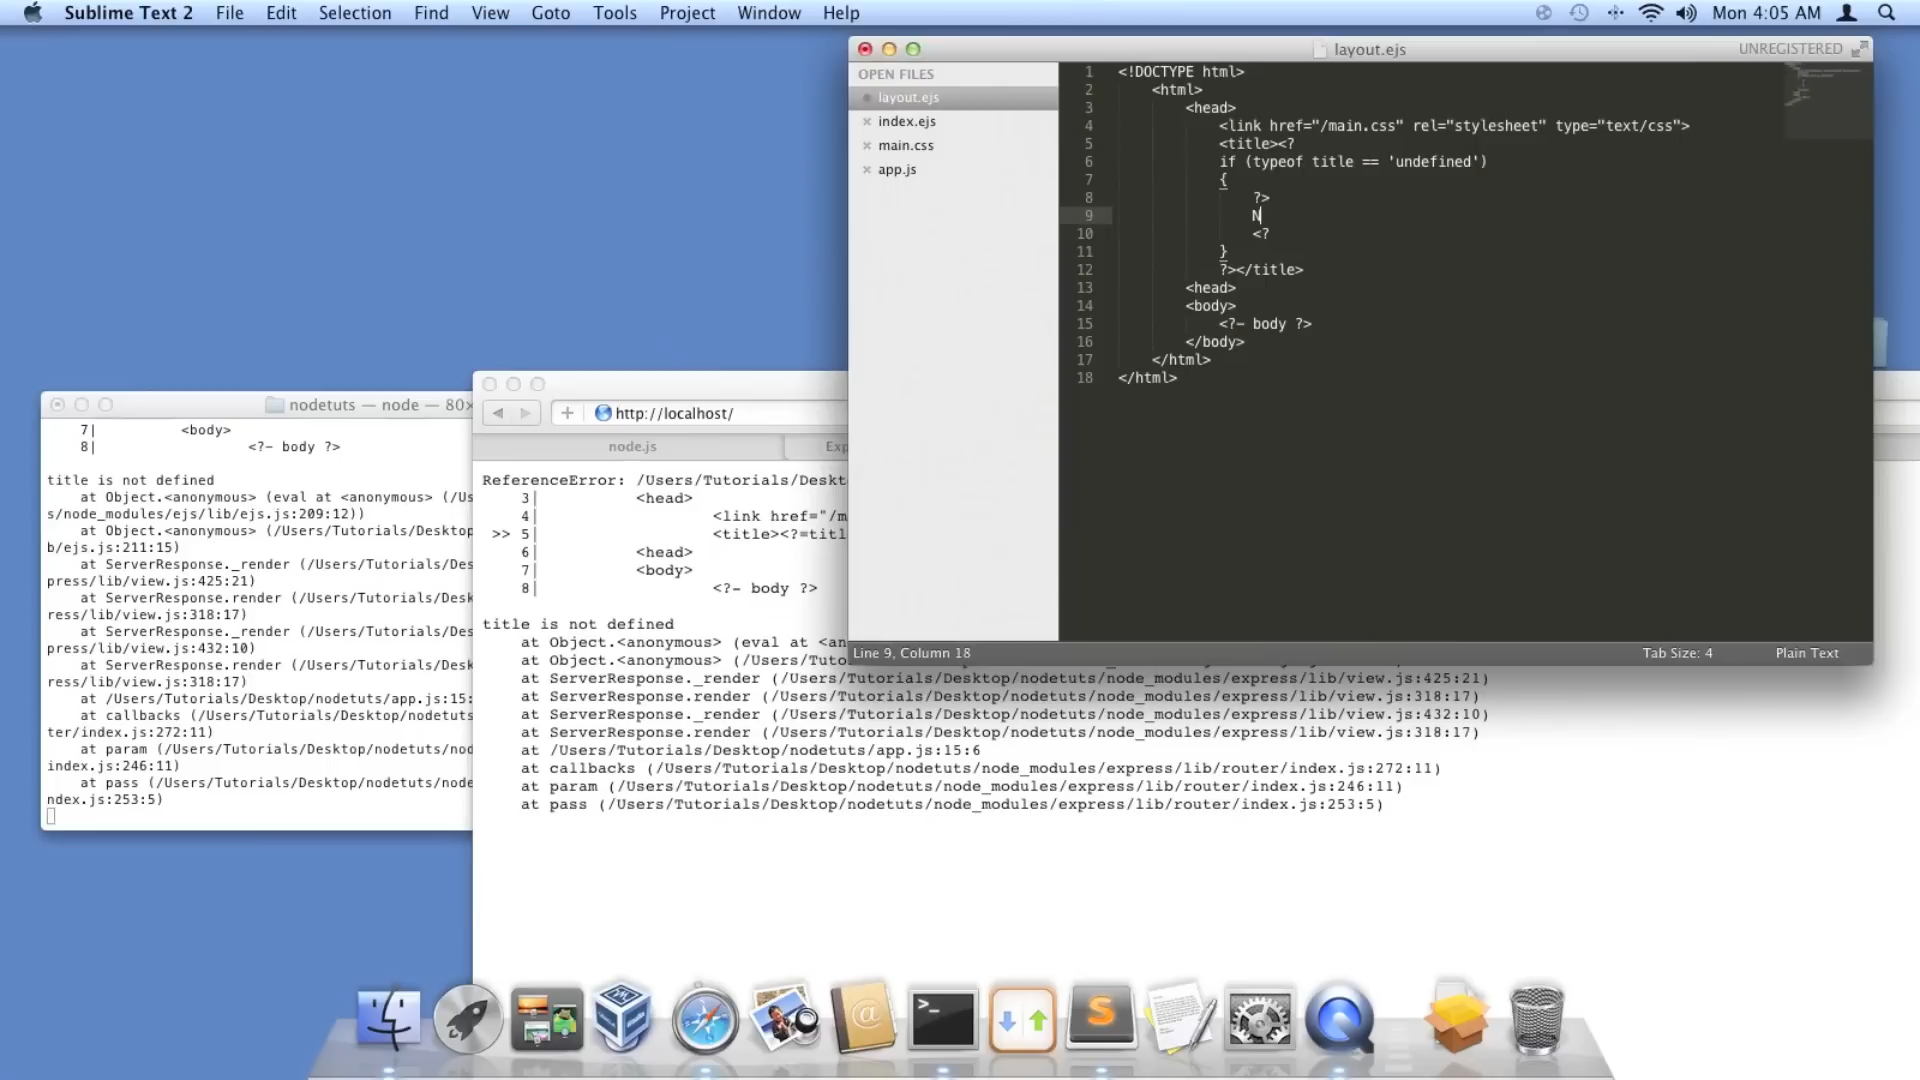 Sublime Text 2 File Edit Selection Find View Goto Tools Project Window Help Mon 4:05 AM
layout.ejs UNREGISTERED
OPEN FILES
layout.ejs
index.ejs
main.css
app.js
1 <!DOCTYPE html>
2 <html>
3 <head>
4 <link href="/main.css" rel="stylesheet" type="text/css">
5 <title><?
6 if (typeof title == 'undefined')
7 {
8 ?>
9 N
10 <?
11 }
12 ?></title>
13 <head>
14 <body>
15 <?- body ?>
16 </body>
17 </html>
18 </html>
Line 9, Column 18 Tab Size: 4 Plain Text
nodetuts — node — 80×
7| <body>
8| <?- body ?>
title is not defined
at Object.<anonymous> (eval at <anonymous> (/Us
s/node_modules/ejs/lib/ejs.js:209:12))
at Object.<anonymous> (/Users/Tutorials/Desktop
b/ejs.js:211:15)
at ServerResponse._render (/Users/Tutorials/Des
press/lib/view.js:425:21)
at ServerResponse.render (/Users/Tutorials/Desk
ress/lib/view.js:318:17)
at ServerResponse._render (/Users/Tutorials/Des
press/lib/view.js:432:10)
at ServerResponse.render (/Users/Tutorials/Desk
ress/lib/view.js:318:17)
at /Users/Tutorials/Desktop/nodetuts/app.js:15:
at callbacks (/Users/Tutorials/Desktop/nodetuts
ter/index.js:272:11)
at param (/Users/Tutorials/Desktop/nodetuts/nod
index.js:246:11)
at pass (/Users/Tutorials/Desktop/nodetuts/node
ndex.js:253:5)
http://localhost/
node.js Exp
ReferenceError: /Users/Tutorials/Deskt
3| <head>
4| <link href="/m
>> 5| <title><?=titl
6| <head>
7| <body>
8| <?- body ?>
title is not defined
at Object.<anonymous> (eval at <an
at Object.<anonymous> (/Users/Tuto
at ServerResponse._render (/Users/Tutorials/Desktop/nodetuts/node_modules/express/lib/view.js:425:21)
at ServerResponse.render (/Users/Tutorials/Desktop/nodetuts/node_modules/express/lib/view.js:318:17)
at ServerResponse._render (/Users/Tutorials/Desktop/nodetuts/node_modules/express/lib/view.js:432:10)
at ServerResponse.render (/Users/Tutorials/Desktop/nodetuts/node_modules/express/lib/view.js:318:17)
at /Users/Tutorials/Desktop/nodetuts/app.js:15:6
at callbacks (/Users/Tutorials/Desktop/nodetuts/node_modules/express/lib/router/index.js:272:11)
at param (/Users/Tutorials/Desktop/nodetuts/node_modules/express/lib/router/index.js:246:11)
at pass (/Users/Tutorials/Desktop/nodetuts/node_modules/express/lib/router/index.js:253:5)